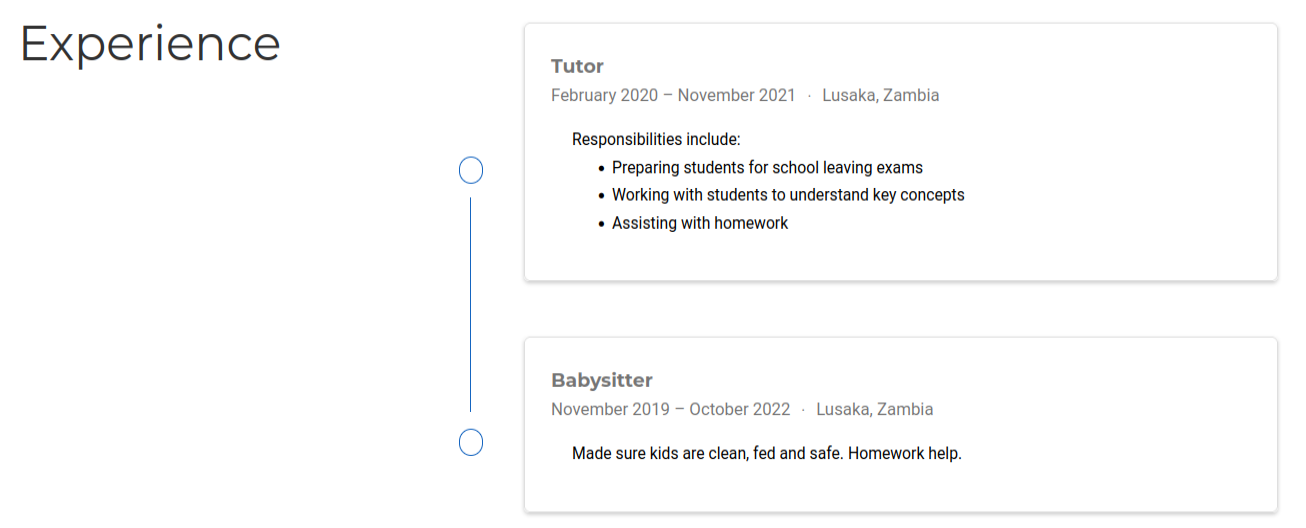 Experience
Tutor
February 2020 – November 2021 · Lusaka, Zambia
Responsibilities include:
• Preparing students for school leaving exams
• Working with students to understand key concepts
• Assisting with homework
Babysitter
November 2019 – October 2022 · Lusaka, Zambia
Made sure kids are clean, fed and safe. Homework help.